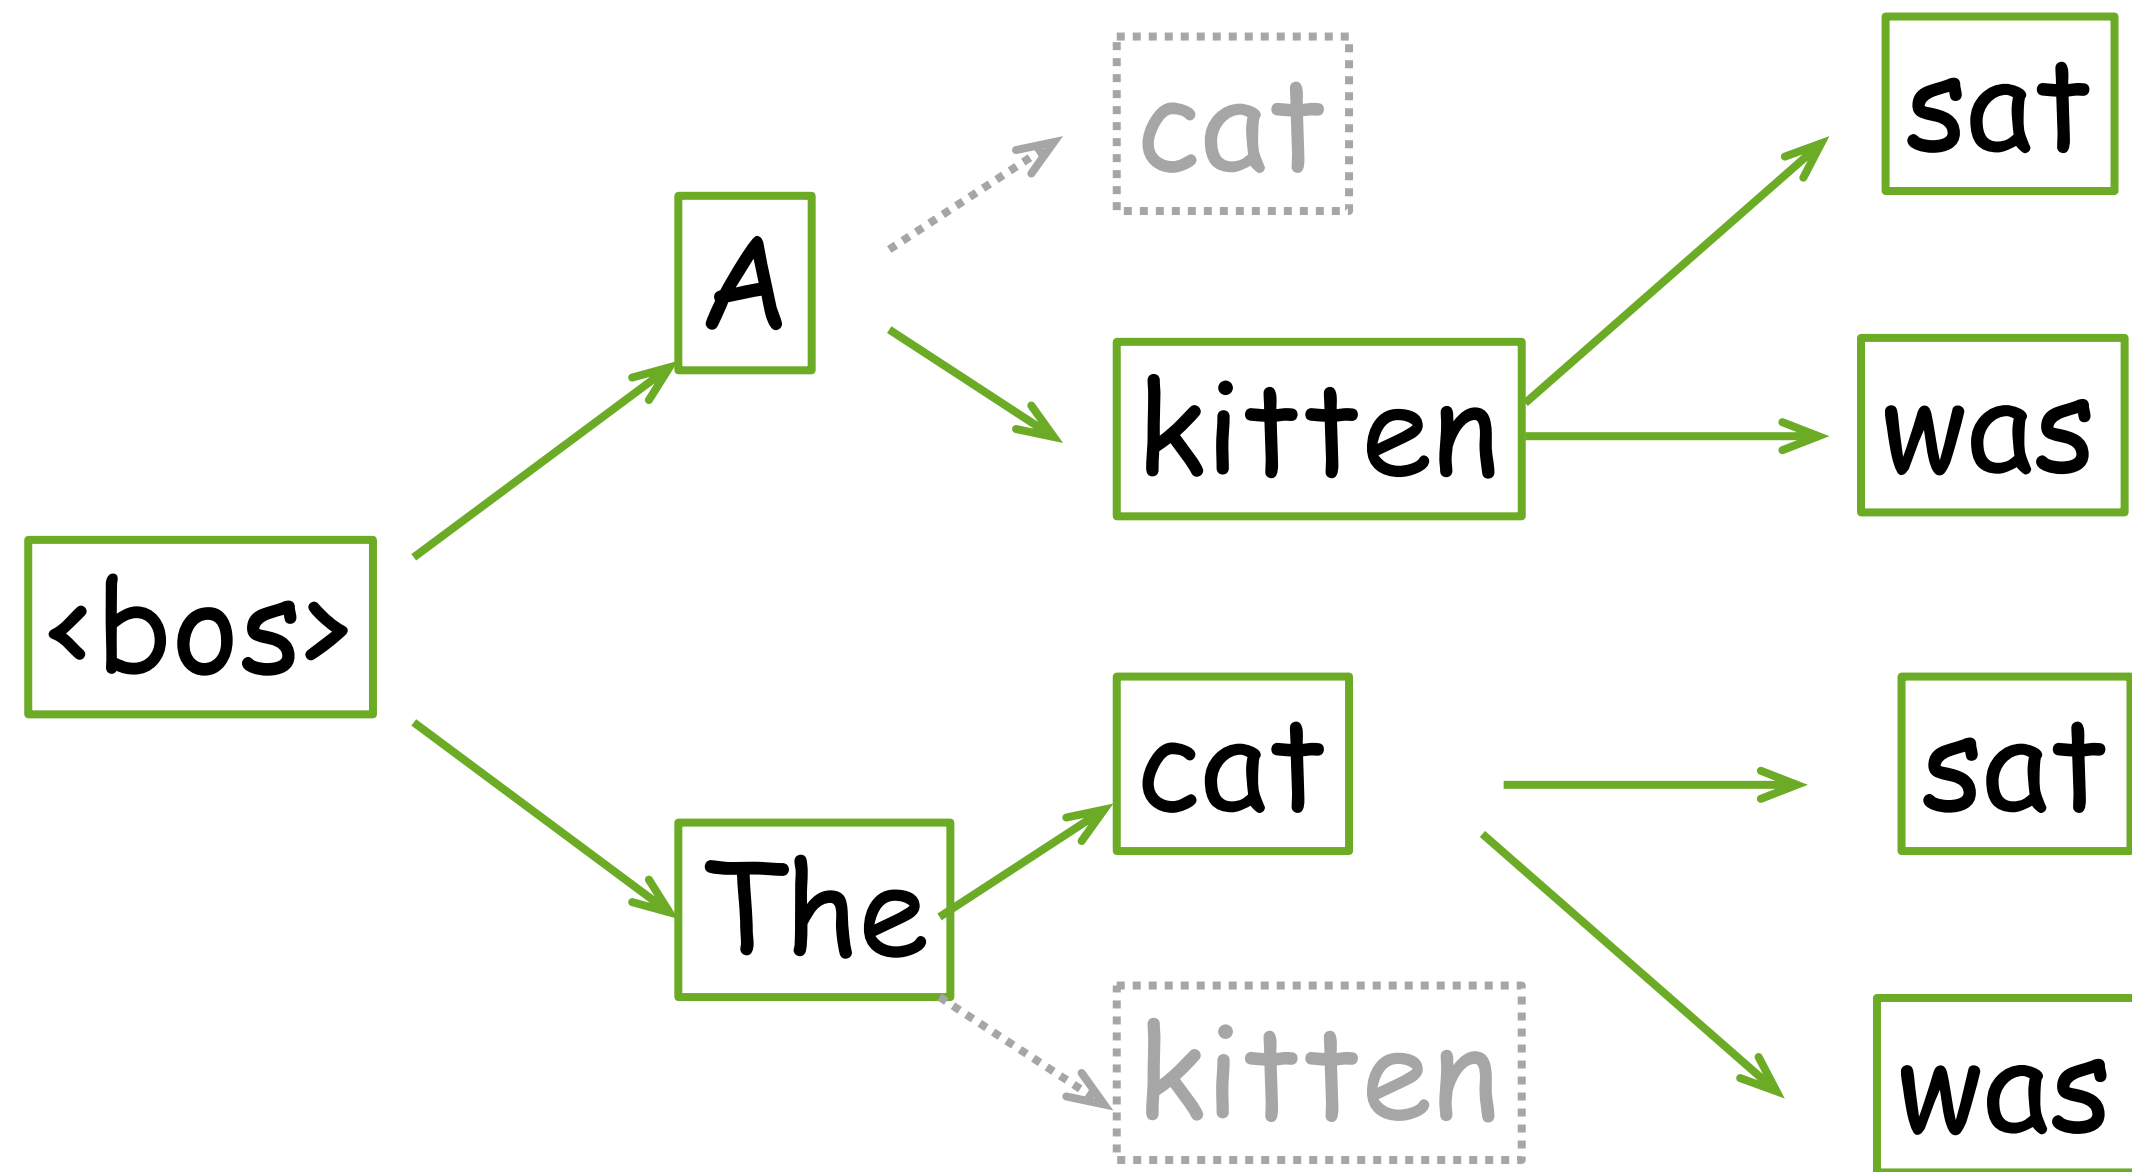 <bos>
A
The
cat
kitten
cat
kitten
sat
was
sat
was